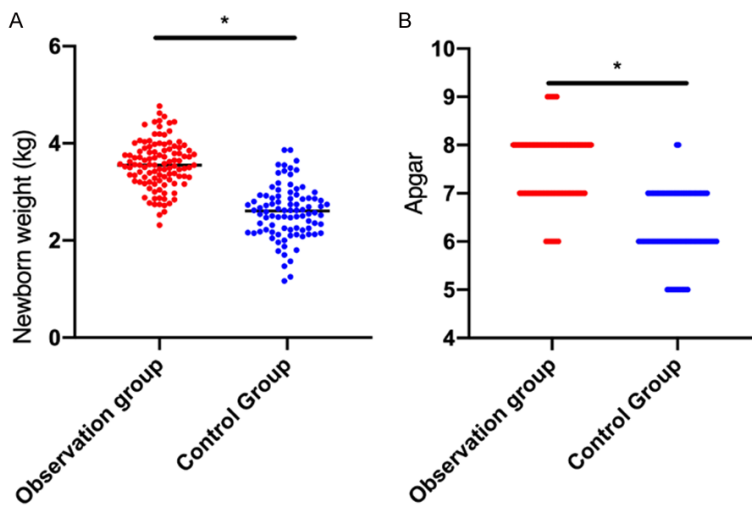 A
*
6
4
2
0
Newborn weight (kg)
Observation group
Control Group
B
*
10
9
8
7
6
5
4
Apgar
Observation group
Control Group